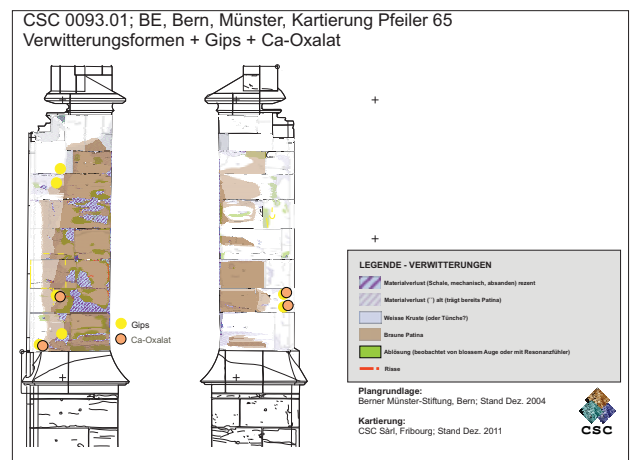 CSC 0093.01; BE, Bern, Münster, Kartierung Pfeiler 65
Verwitterungsformen + Gips + Ca-Oxalat
Gips
Ca-Oxalat
LEGENDE - VERWITTERUNGEN
Materialverlust (Schale, mechanisch, absanden) rezent
Materialverlust (¨) alt (trägt bereits Patina)
Weisse Kruste (oder Tünche?)
Braune Patina
Ablösung (beobachtet von blossem Auge oder mit Resonzfühler)
Risse
Plangrundlage:
Berner Münster-Stiftung, Bern; Stand Dez. 2004
Kartierung:
CSC Sàrl, Fribourg; Stand Dez. 2011
CSC